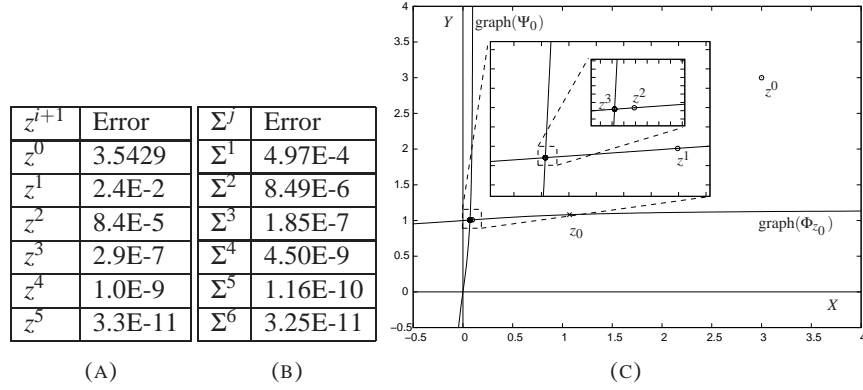 z^{i+1} Error
z^0 3.5429
z^1 2.4E-2
z^2 8.4E-5
z^3 2.9E-7
z^4 1.0E-9
z^5 3.3E-11
(A)
Σ^j Error
Σ^1 4.97E-4
Σ^2 8.49E-6
Σ^3 1.85E-7
Σ^4 4.50E-9
Σ^5 1.16E-10
Σ^6 3.25E-11
(B)
4
3.5
3
2.5
2
1.5
1
0.5
0
−0.5
Y
graph(Ψ_0)
z^0
z^3 z^2
z^1
z_0
graph(Φ_{z_0})
X
−0.5 0 0.5 1 1.5 2 2.5 3 3.5 4
(C)